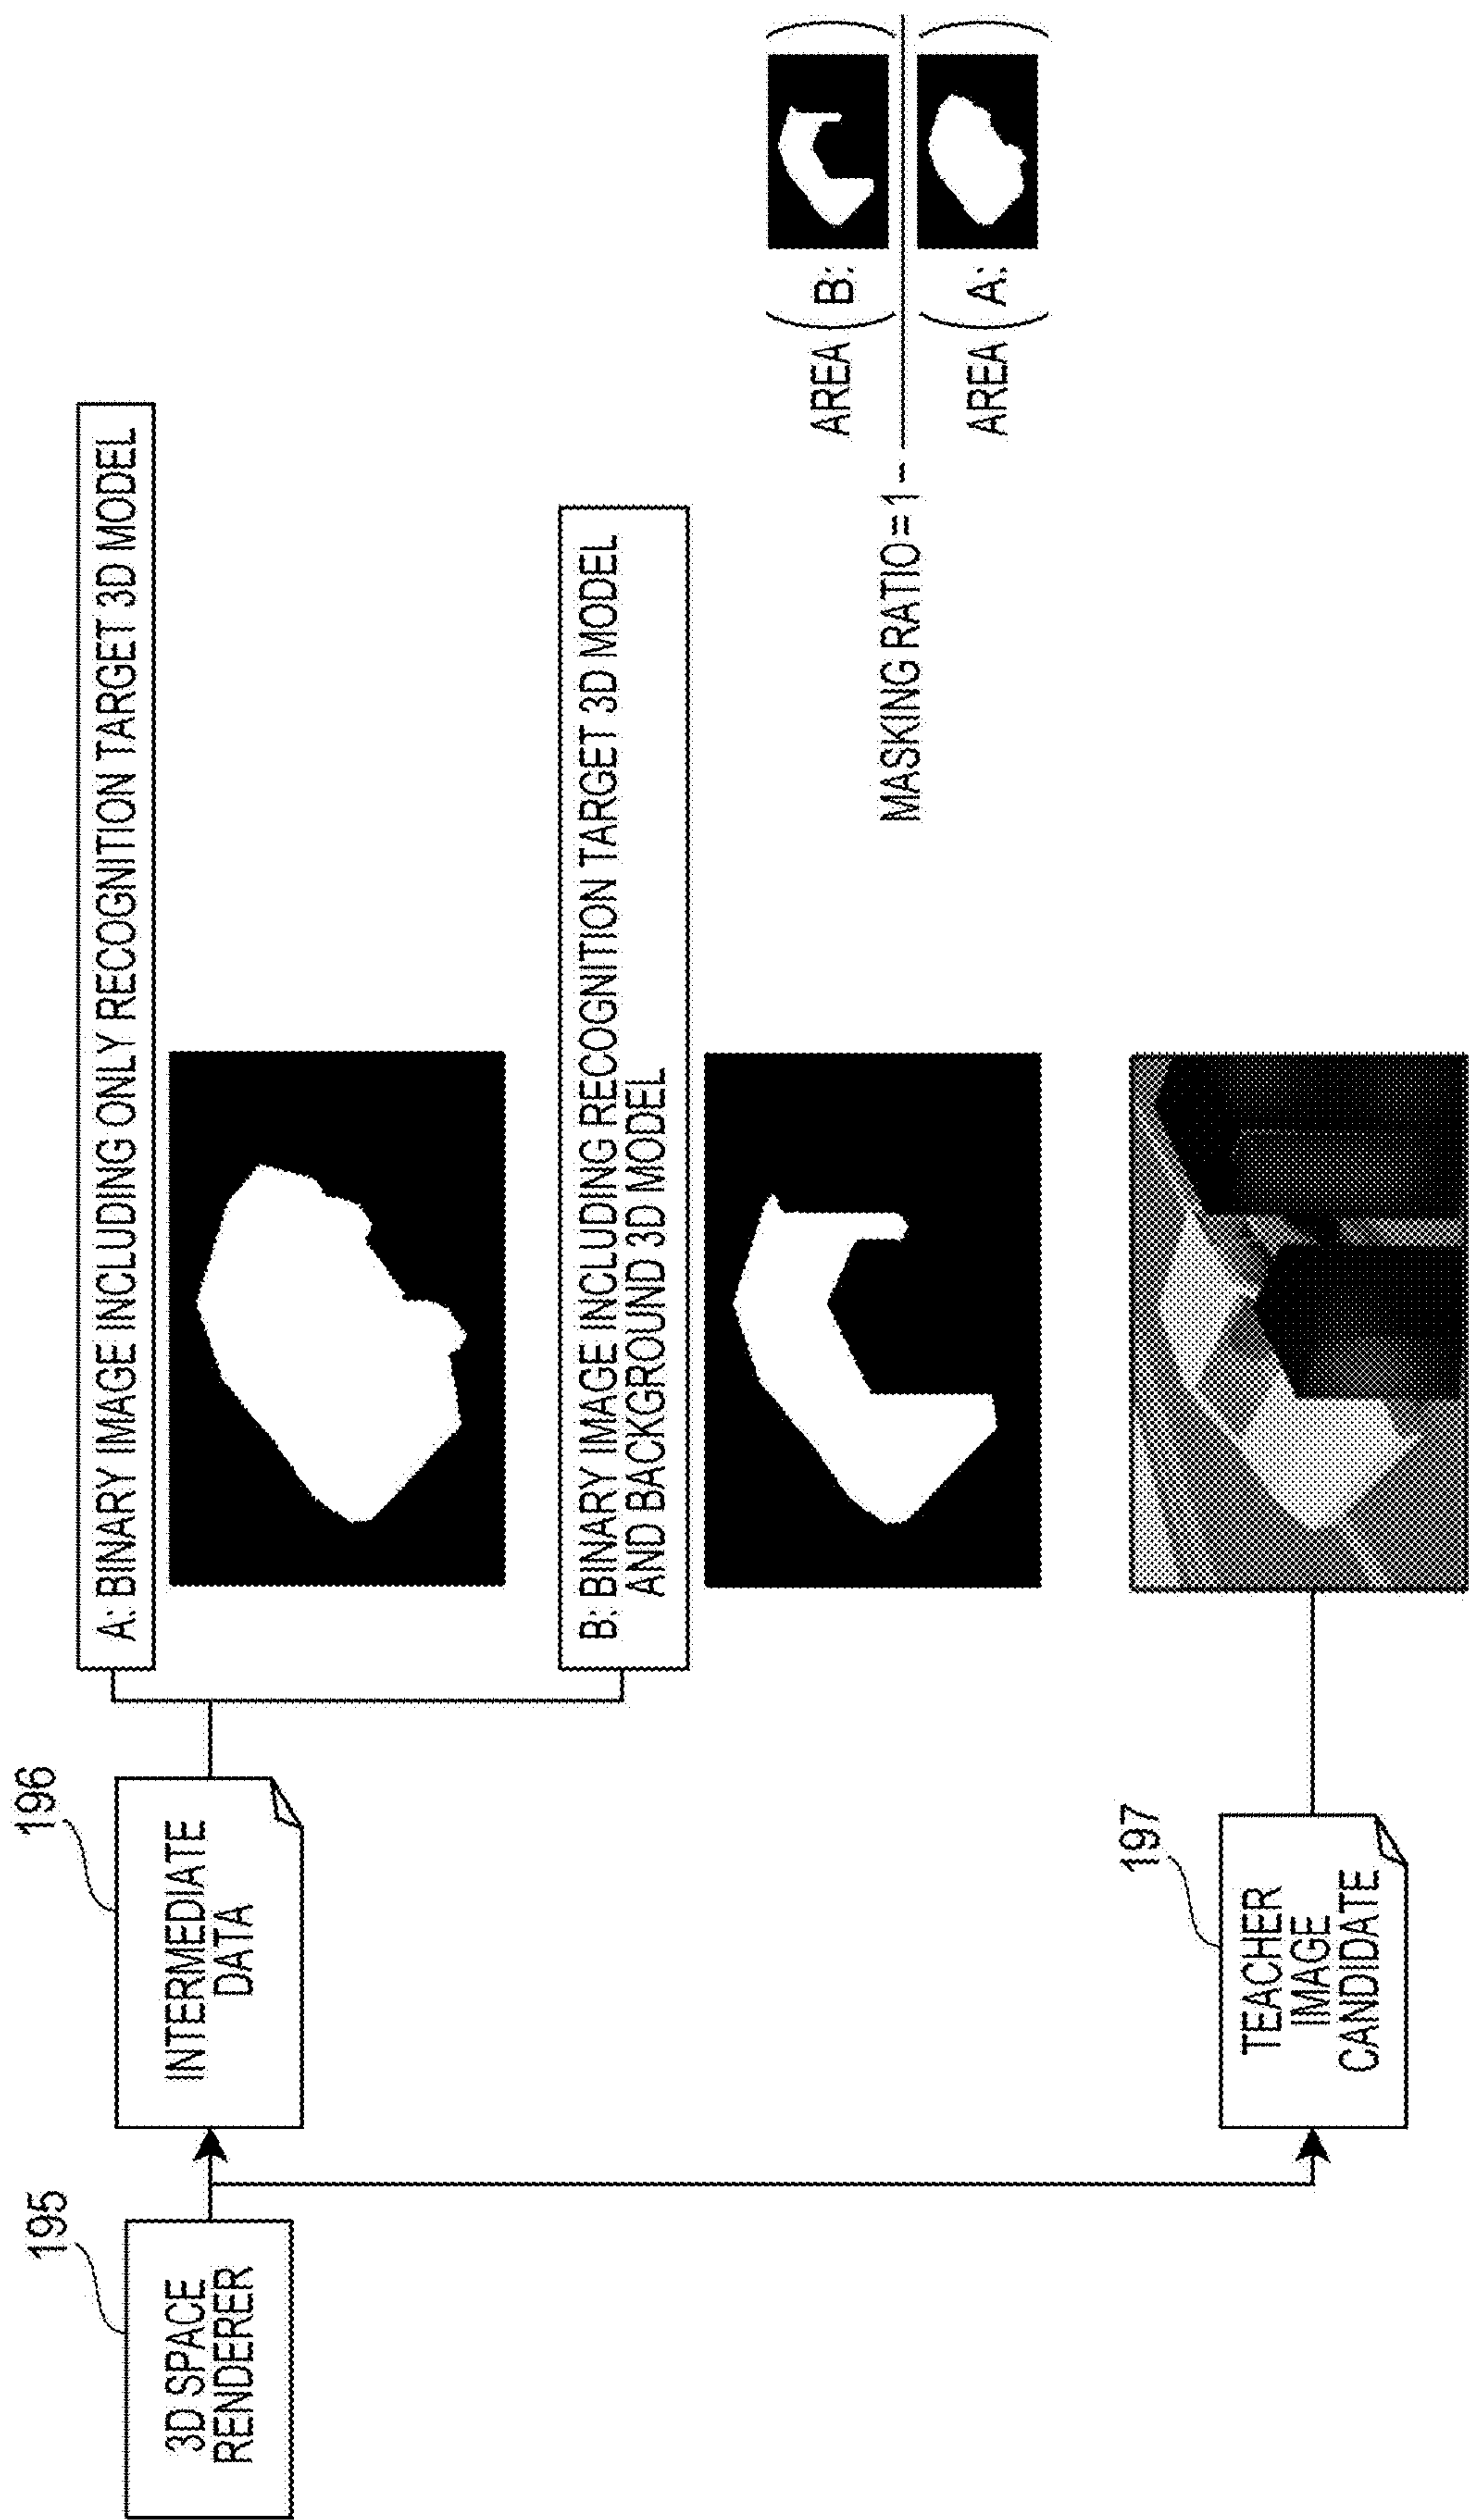 195
3D SPACE
RENDERER
196
INTERMEDIATE
DATA
A: BINARY IMAGE INCLUDING ONLY RECOGNITION TARGET 3D MODEL
B: BINARY IMAGE INCLUDING RECOGNITION TARGET 3D MODEL
AND BACKGROUND 3D MODEL
MASKING RATIO=1-
AREA ( B: )
AREA ( A: )
197
TEACHER
IMAGE
CANDIDATE